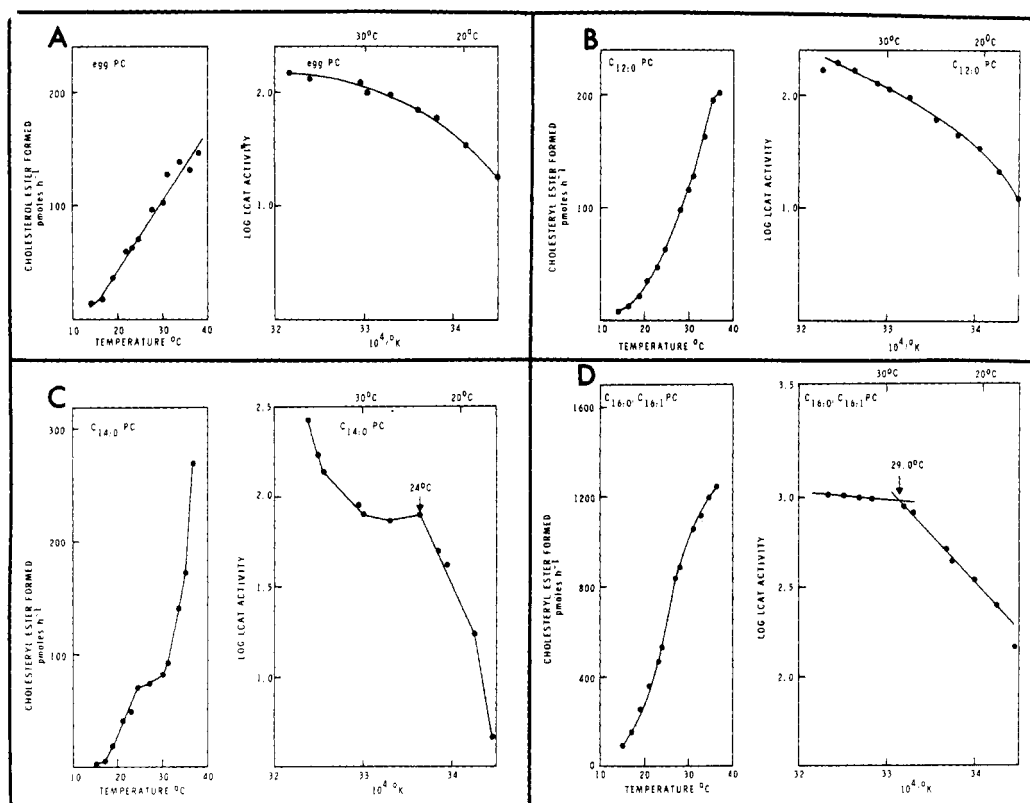 A
egg PC
CHOLESTEROL ESTER FORMED
pmoles h⁻¹
200
100
10 20 30 40
TEMPERATURE °C
30°C 20°C
egg PC
LOG LCAT ACTIVITY
2.0
1.0
32 33 34
10⁴/°K
B
C12:0 PC
CHOLESTERYL ESTER FORMED
pmoles h⁻¹
200
100
10 20 30 40
TEMPERATURE °C
30°C 20°C
C12:0 PC
LOG LCAT ACTIVITY
2.0
1.0
32 33 34
10⁴/°K
C
C14:0 PC
CHOLESTERYL ESTER FORMED
pmoles h⁻¹
300
200
100
10 20 30 40
TEMPERATURE °C
30°C 20°C
C14:0 PC
24°C
LOG LCAT ACTIVITY
2.5
2.0
1.5
1.0
32 33 34
10⁴/°K
D
C16:0, C16:1 PC
CHOLESTERYL ESTER FORMED
pmoles h⁻¹
1600
1200
800
400
0
10 20 30 40
TEMPERATURE °C
30°C 20°C
C16:0, C16:1 PC
29.0°C
LOG LCAT ACTIVITY
3.5
3.0
2.5
2.0
32 33 34
10⁴/°K